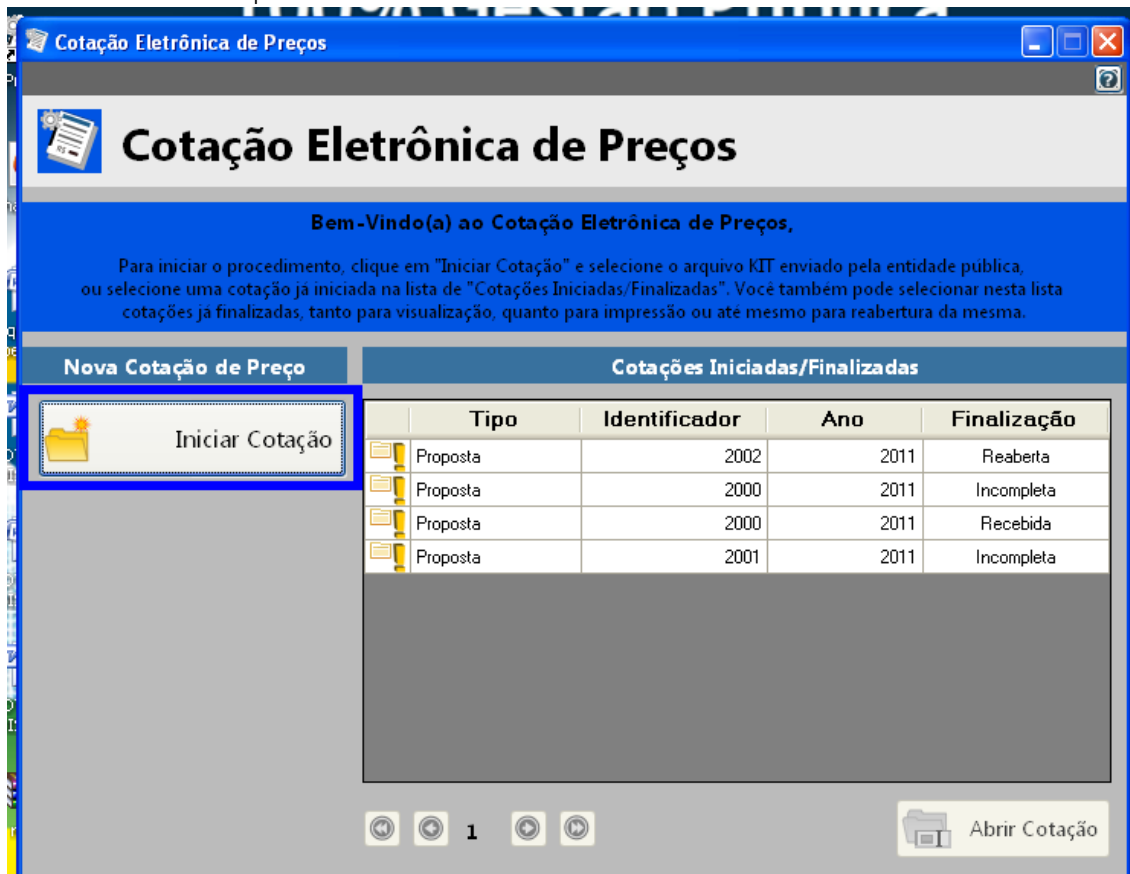 100% Gestão Pública
Cotação Eletrônica de Preços
Cotação Eletrônica de Preços
Bem-Vindo(a) ao Cotação Eletrônica de Preços,
Para iniciar o procedimento, clique em "Iniciar Cotação" e selecione o arquivo KIT enviado pela entidade pública,
ou selecione uma cotação já iniciada na lista de "Cotações Iniciadas/Finalizadas". Você também pode selecionar nesta lista
cotações já finalizadas, tanto para visualização, quanto para impressão ou até mesmo para reabertura da mesma.
Nova Cotação de Preço
Cotações Iniciadas/Finalizadas
Iniciar Cotação
Tipo Identificador Ano Finalização
Proposta 2002 2011 Reaberta
Proposta 2000 2011 Incompleta
Proposta 2000 2011 Recebida
Proposta 2001 2011 Incompleta
1
Abrir Cotação